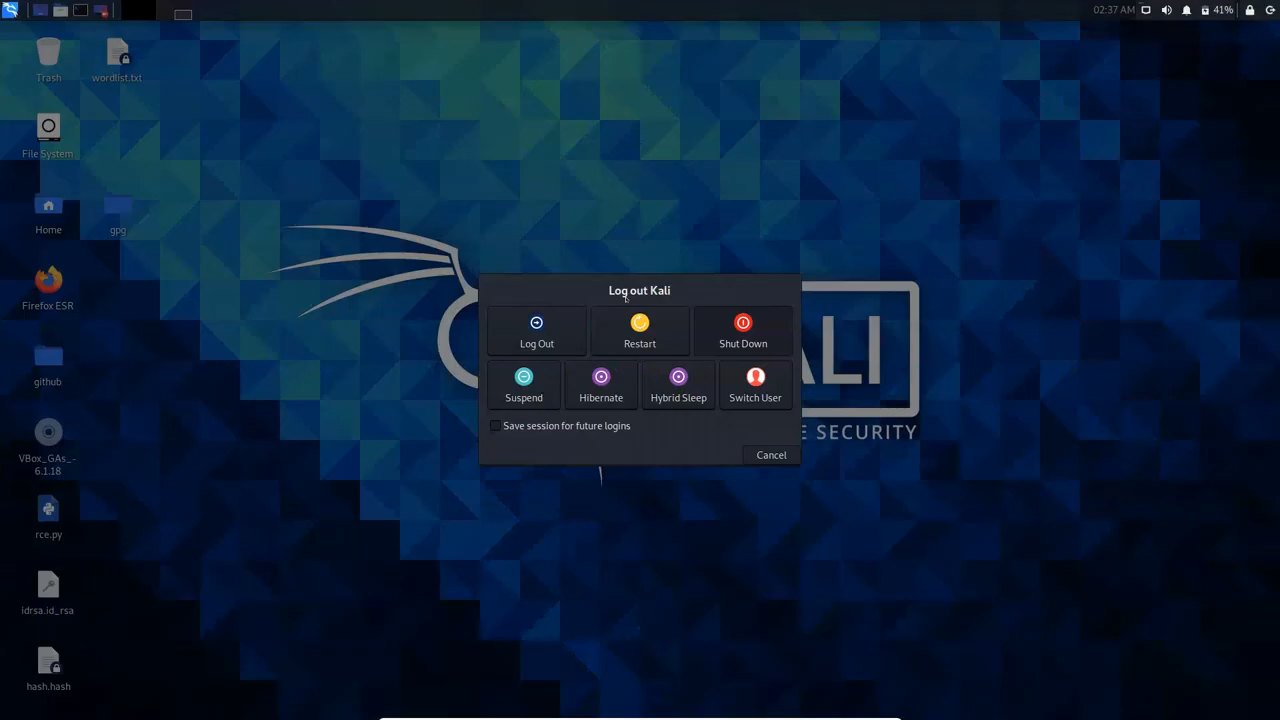 02:37 AM
41%
Trash
wordlist.txt
File System
Home
gpg
Firefox ESR
github
VBox_GAs_-
6.1.18
rce.py
idrsa.id_rsa
hash.hash
ALI
E SECURITY
Log out Kali
Log Out
Restart
Shut Down
Suspend
Hibernate
Hybrid Sleep
Switch User
Save session for future logins
Cancel